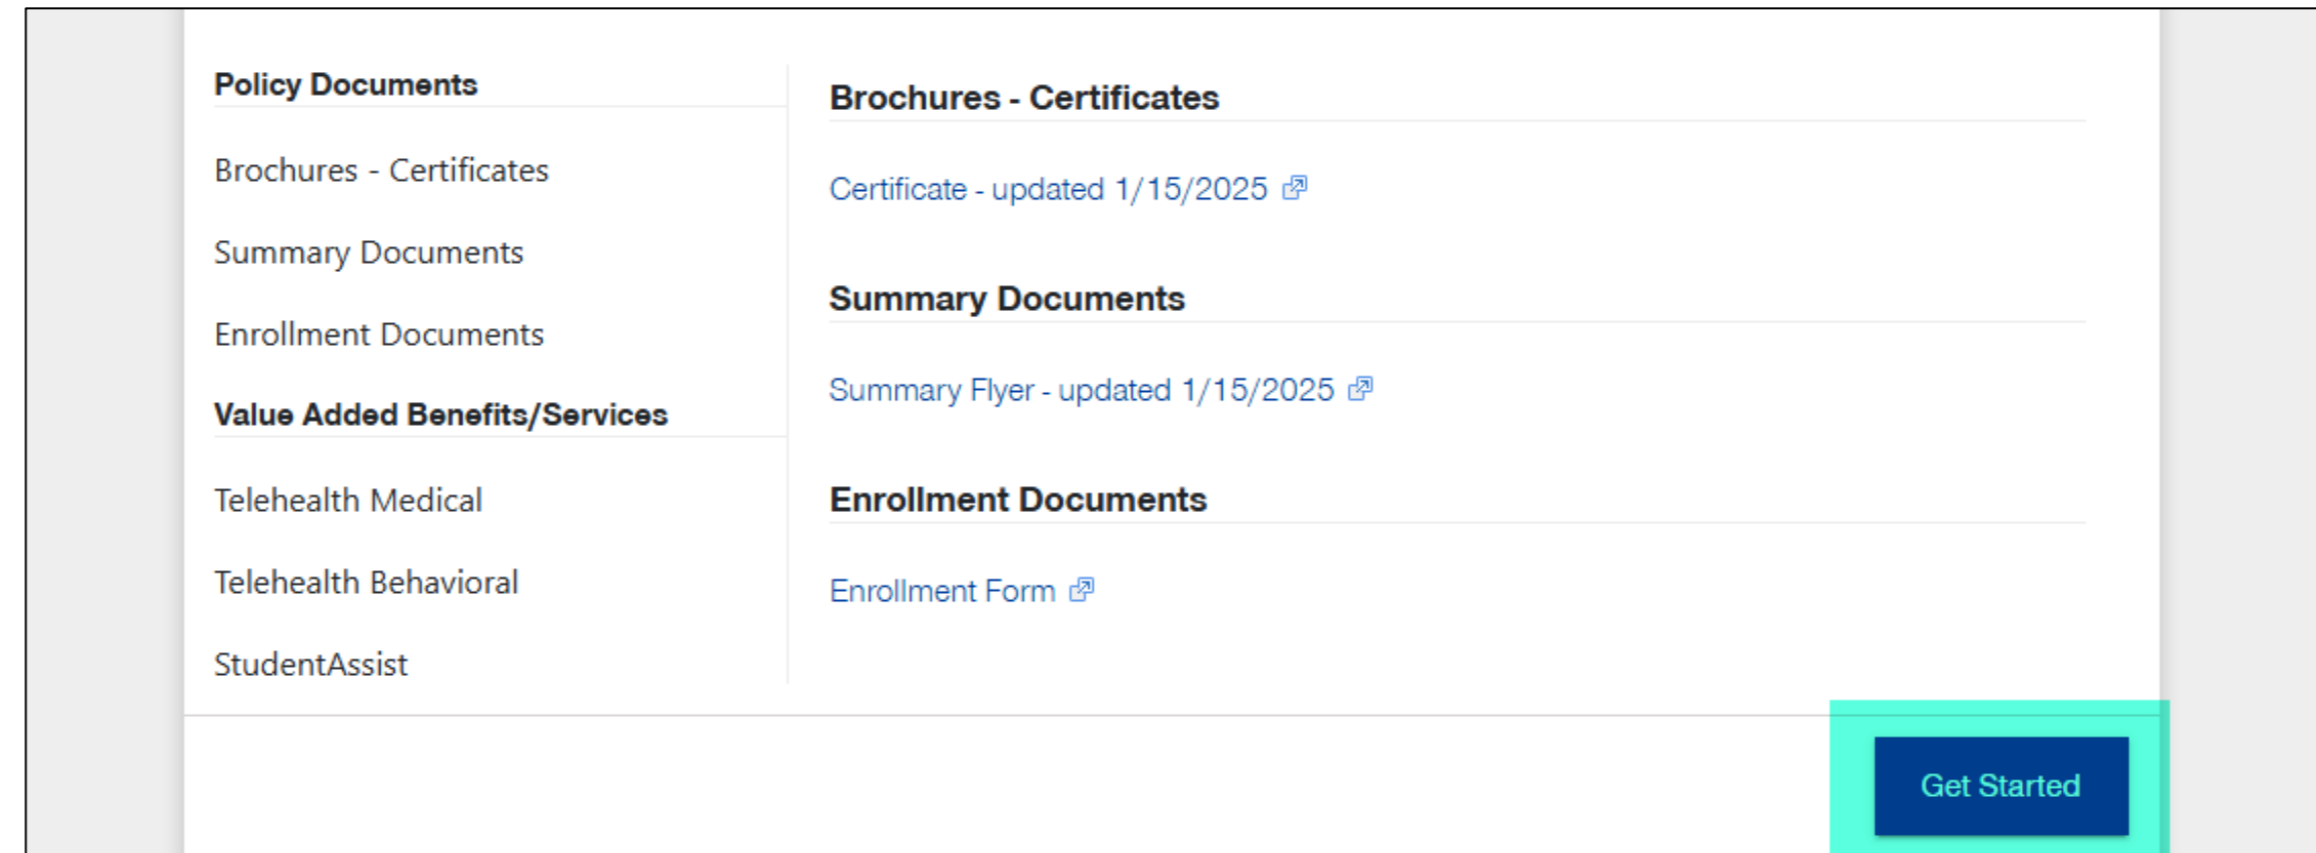 Policy Documents
Brochures - Certificates
Summary Documents
Enrollment Documents
Value Added Benefits/Services
Telehealth Medical
Telehealth Behavioral
StudentAssist
Brochures - Certificates
Certificate - updated 1/15/2025
Summary Documents
Summary Flyer - updated 1/15/2025
Enrollment Documents
Enrollment Form
Get Started